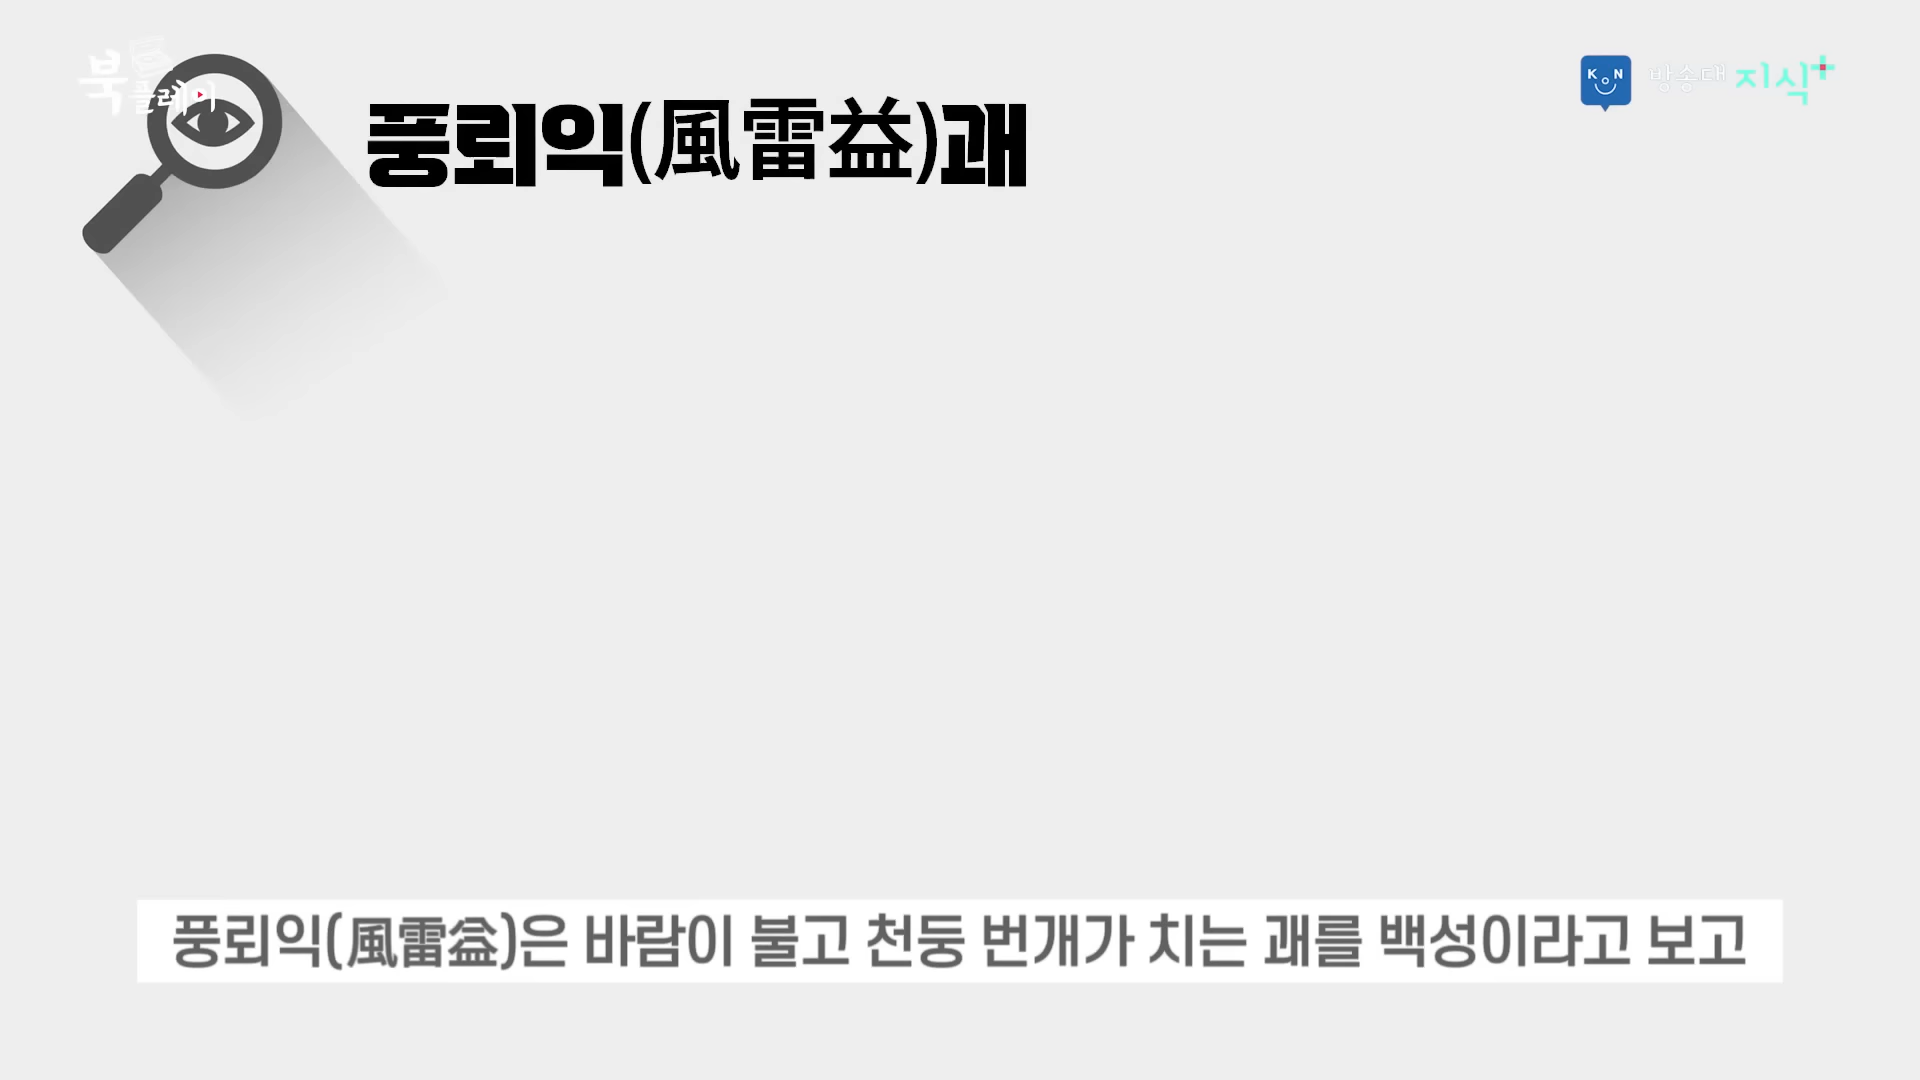 북플레이
KNOU 방송대 지식+
풍뢰익(風雷益)괘
풍뢰익(風雷益)은 바람이 불고 천둥 번개가 치는 괘를 백성이라고 보고